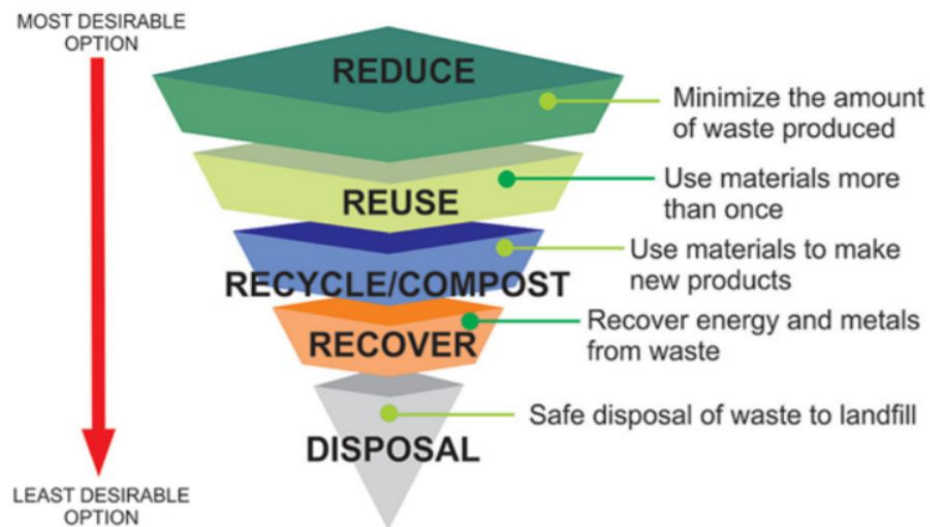 MOST DESIRABLE
OPTION
REDUCE
Minimize the amount
of waste produced
REUSE
Use materials more
than once
RECYCLE/COMPOST
Use materials to make
new products
RECOVER
Recover energy and metals
from waste
DISPOSAL
Safe disposal of waste to landfill
LEAST DESIRABLE
OPTION